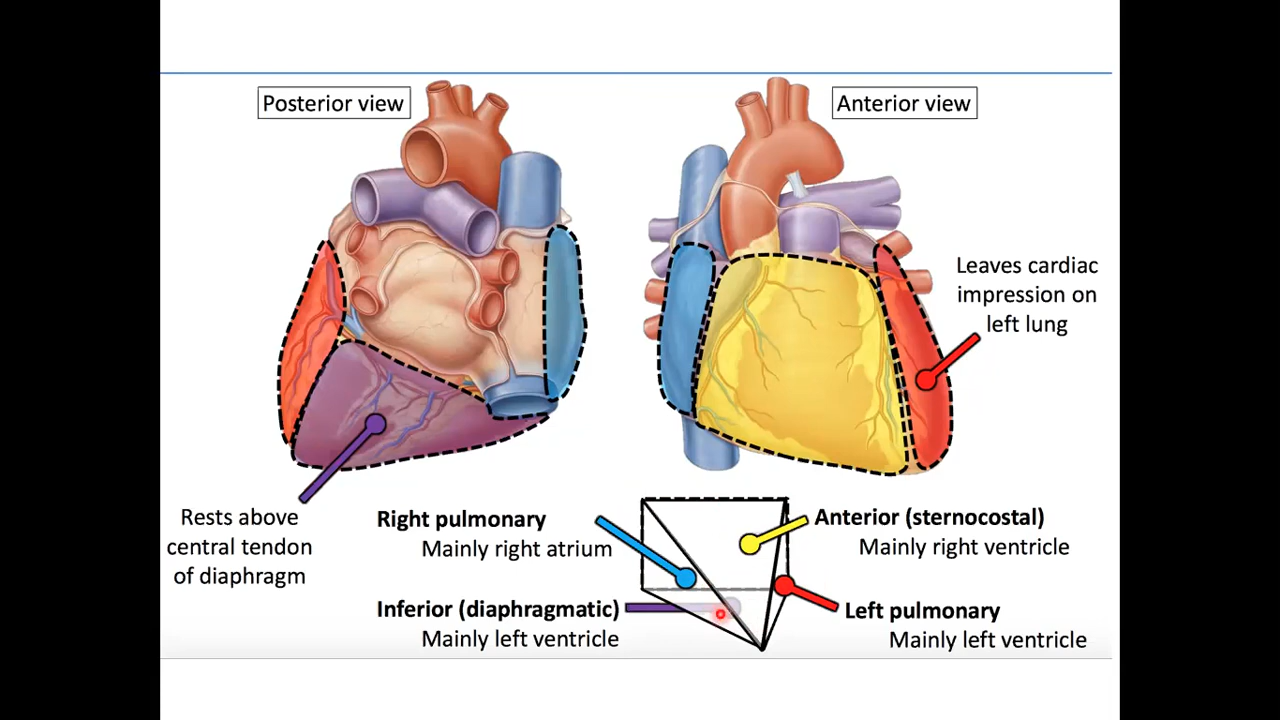 Posterior view
Anterior view
Leaves cardiac
impression on
left lung
Rests above
central tendon
of diaphragm
Right pulmonary
Mainly right atrium
Inferior (diaphragmatic)
Mainly left ventricle
Anterior (sternocostal)
Mainly right ventricle
Left pulmonary
Mainly left ventricle